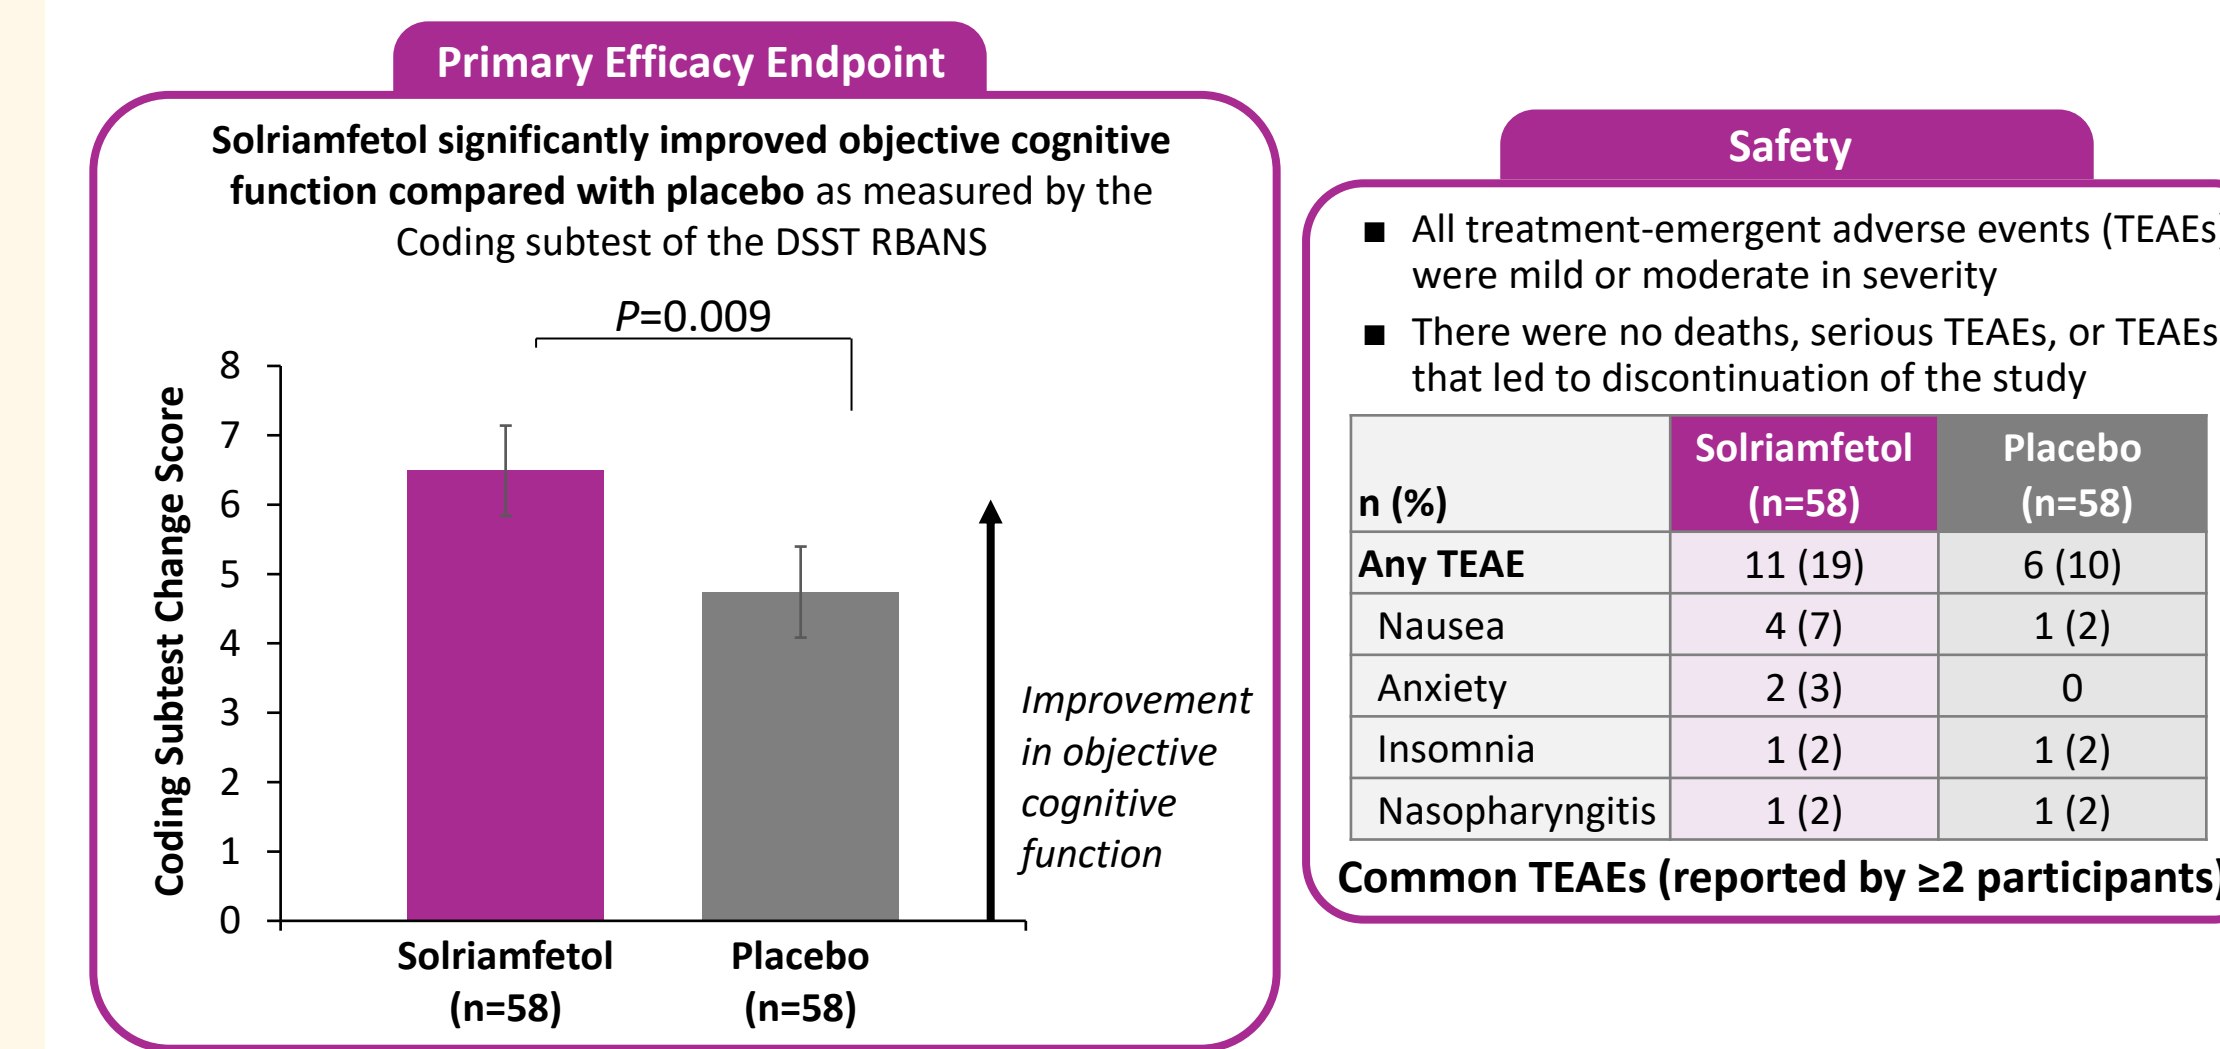 Primary Efficacy Endpoint
Solriamfetol significantly improved objective cognitive
function compared with placebo as measured by the
Coding subtest of the DSST RBANS
P=0.009
8
7
6
5
4
3
2
1
0
Coding Subtest Change Score
Improvement
in objective
cognitive
function
Solriamfetol
(n=58)
Placebo
(n=58)
Safety
■ All treatment-emergent adverse events (TEAEs)
were mild or moderate in severity
■ There were no deaths, serious TEAEs, or TEAEs
that led to discontinuation of the study
n (%) Solriamfetol (n=58) Placebo (n=58)
Any TEAE 11 (19) 6 (10)
Nausea 4 (7) 1 (2)
Anxiety 2 (3) 0
Insomnia 1 (2) 1 (2)
Nasopharyngitis 1 (2) 1 (2)
Common TEAEs (reported by ≥2 participants)